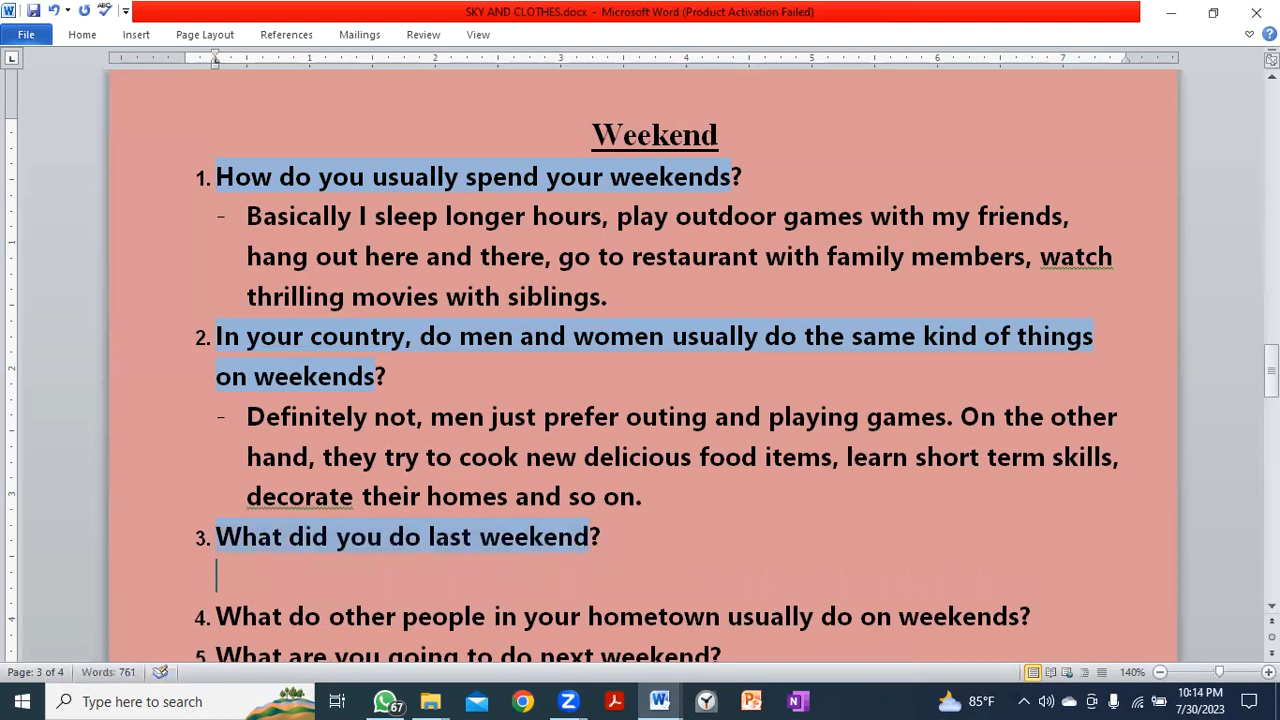 SKY AND CLOTHES.docx - Microsoft Word (Product Activation Failed)
File Home Insert Page Layout References Mailings Review View
1 2 3 4 5 6 7
Weekend
1. How do you usually spend your weekends?
- Basically I sleep longer hours, play outdoor games with my friends,
hang out here and there, go to restaurant with family members, watch
thrilling movies with siblings.
2. In your country, do men and women usually do the same kind of things
on weekends?
- Definitely not, men just prefer outing and playing games. On the other
hand, they try to cook new delicious food items, learn short term skills,
decorate their homes and so on.
3. What did you do last weekend?
4. What do other people in your hometown usually do on weekends?
5. What are you going to do next weekend?
Page: 3 of 4 Words: 761 140%
Type here to search 67 85°F 10:14 PM
7/30/2023